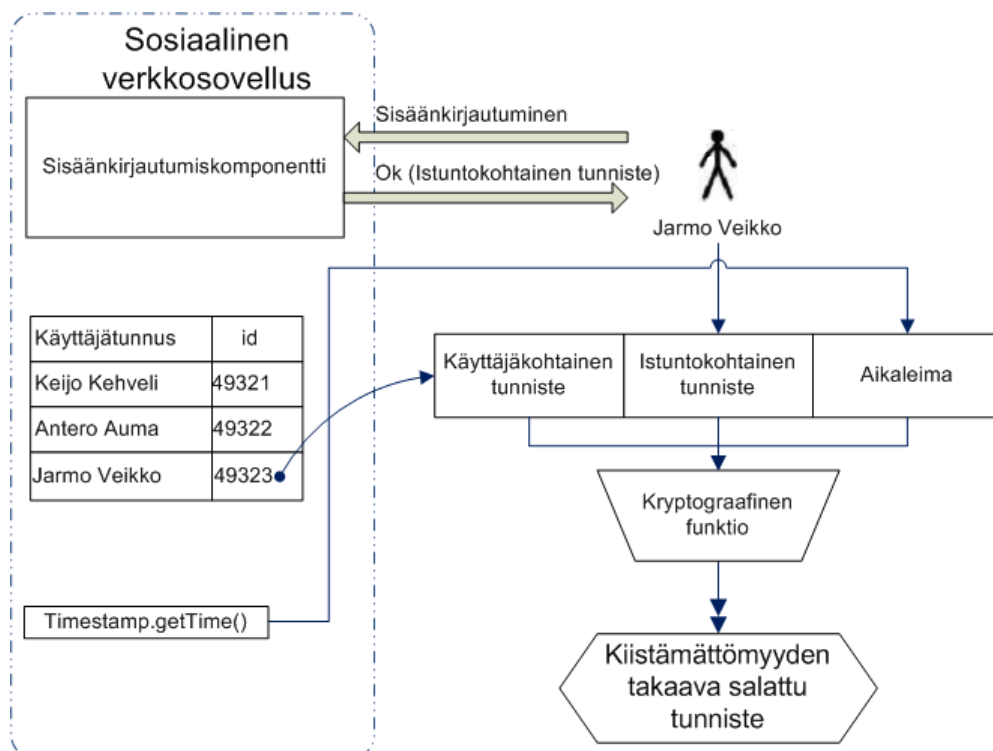 Sosiaalinen
verkkosovellus
Sisäänkirjautumiskomponentti
Sisäänkirjautuminen
Ok (Istuntokohtainen tunniste)
Jarmo Veikko
Käyttäjätunnus id
Keijo Kehveli 49321
Antero Auma 49322
Jarmo Veikko 49323
Käyttäjäkohtainen
tunniste
Istuntokohtainen
tunniste
Aikaleima
Kryptograafinen
funktio
Timestamp.getTime()
Kiistämättömyyden
takaava salattu
tunniste